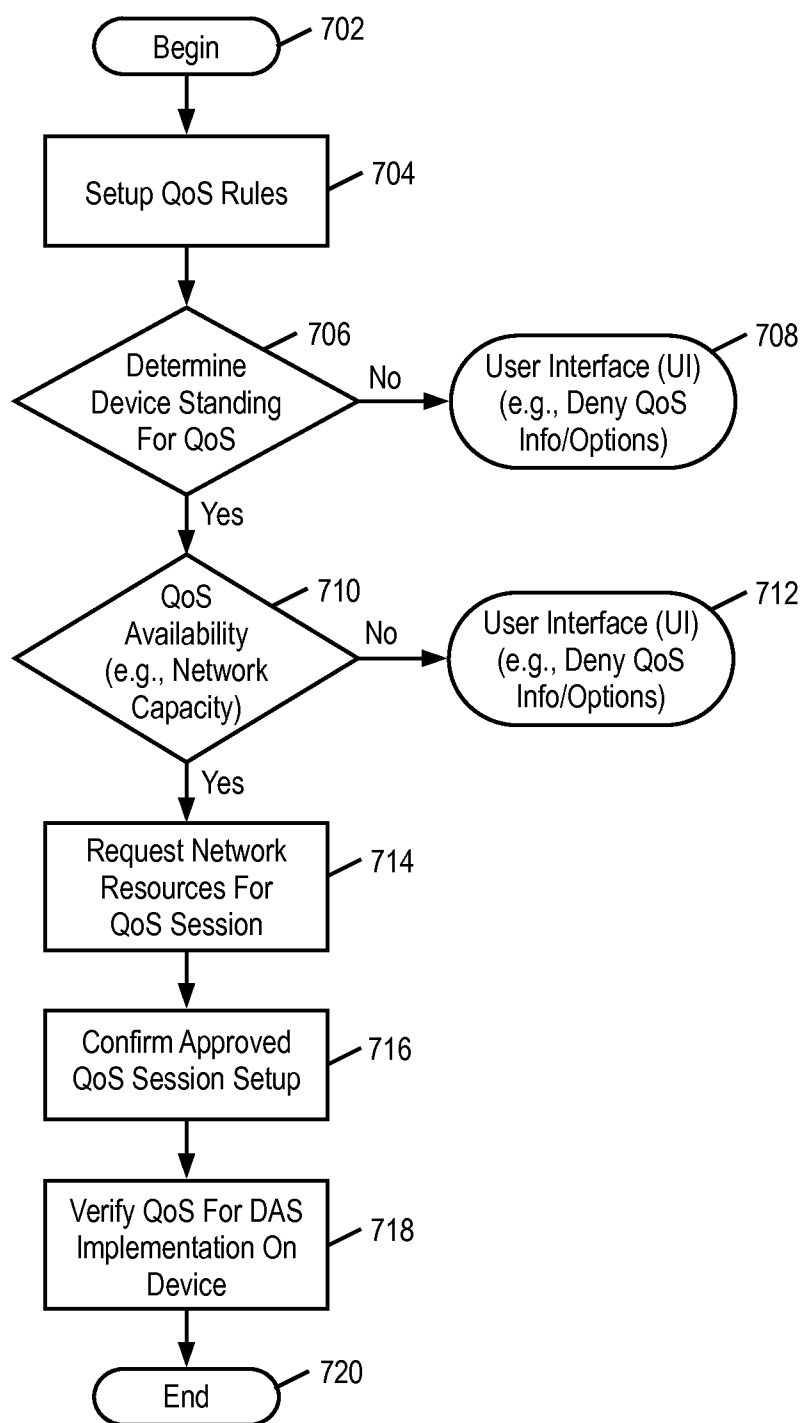 Begin
702
Setup QoS Rules
704
706
Determine
Device Standing
For QoS
No
708
User Interface (UI)
(e.g., Deny QoS
Info/Options)
Yes
710
QoS
Availability
(e.g., Network
Capacity)
No
712
User Interface (UI)
(e.g., Deny QoS
Info/Options)
Yes
Request Network
Resources For
QoS Session
714
Confirm Approved
QoS Session Setup
716
Verify QoS For DAS
Implementation On
Device
718
End
720